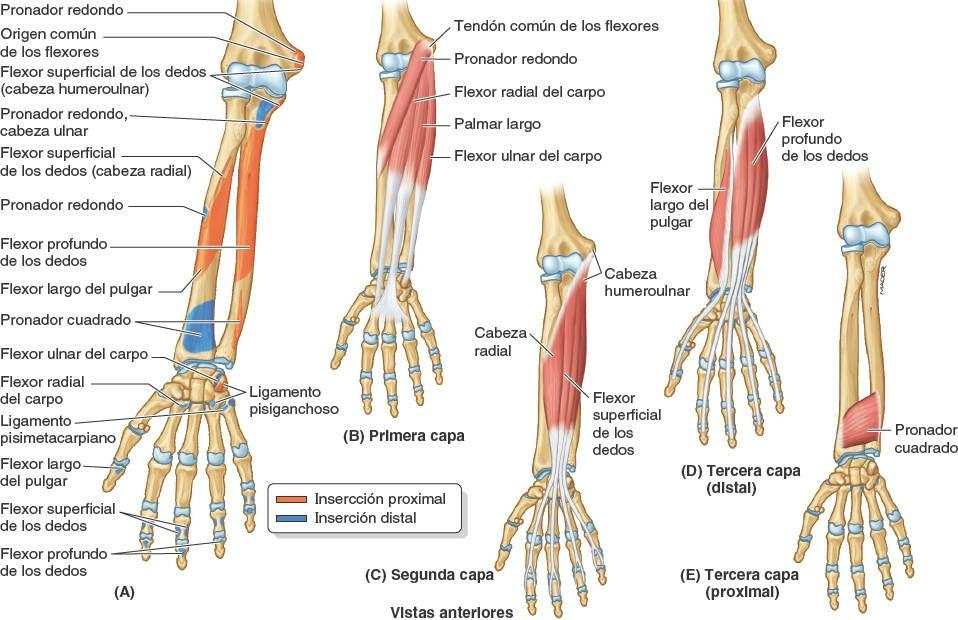 Pronador redondo
Origen común
de los flexores
Flexor superficial de los dedos
(cabeza humeroulnar)
Pronador redondo,
cabeza ulnar
Flexor superficial
de los dedos (cabeza radial)
Pronador redondo
Flexor profundo
de los dedos
Flexor largo del pulgar
Pronador cuadrado
Flexor ulnar del carpo
Flexor radial
del carpo
Ligamento
pisimetacarpiano
Flexor largo
del pulgar
Flexor superficial
de los dedos
Flexor profundo
de los dedos
Ligamento
pisiganchoso
(A)
Insercción proximal
Inserción distal
Tendón común de los flexores
Pronador redondo
Flexor radial del carpo
Palmar largo
Flexor ulnar del carpo
(B) Primera capa
Cabeza
humeroulnar
Cabeza
radial
Flexor
superficial
de los
dedos
(C) Segunda capa
Vistas anteriores
Flexor
profundo
de los dedos
Flexor
largo del
pulgar
(D) Tercera capa
(distal)
MACER
Pronador
cuadrado
(E) Tercera capa
(proximal)